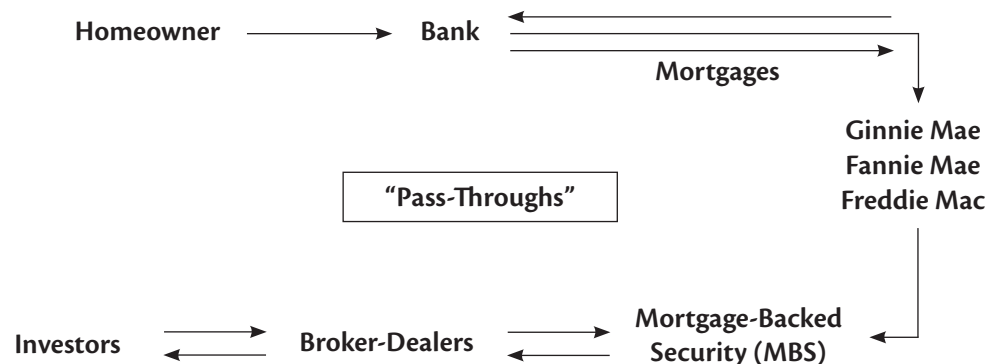 Homeowner
Bank
Mortgages
Ginnie Mae
Fannie Mae
Freddie Mac
“Pass-Throughs”
Investors
Broker-Dealers
Mortgage-Backed
Security (MBS)